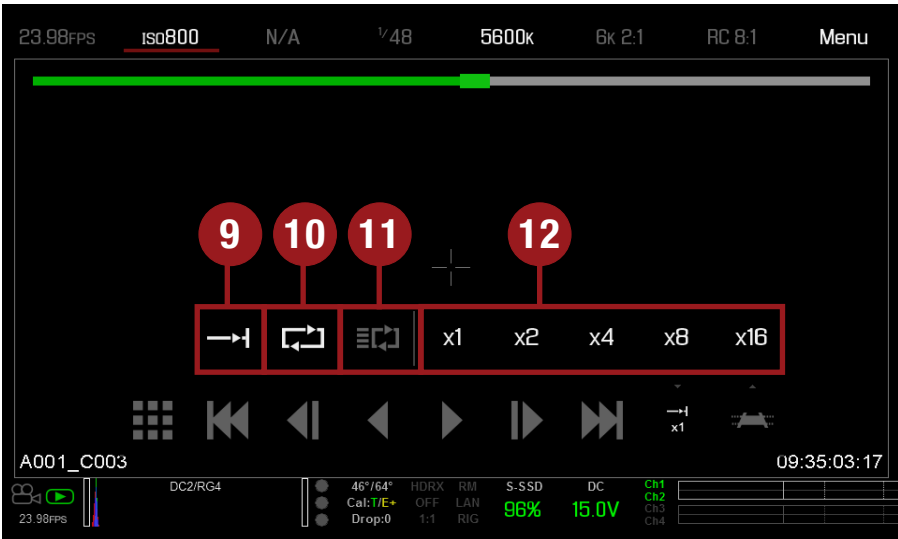 23.98FPS ISO800 N/A 1/48 5600K 6K 2:1 RC 8:1 Menu
9 10 11 12
x1 x2 x4 x8 x16
x1
A001_C003 09:35:03:17
DC2/RG4 46°/64° HDRX RM S-SSD DC Ch1
Cal:T/E+ OFF LAN 96% 15.0V Ch2
23.98FPS Drop:0 1:1 RIG Ch3
Ch4